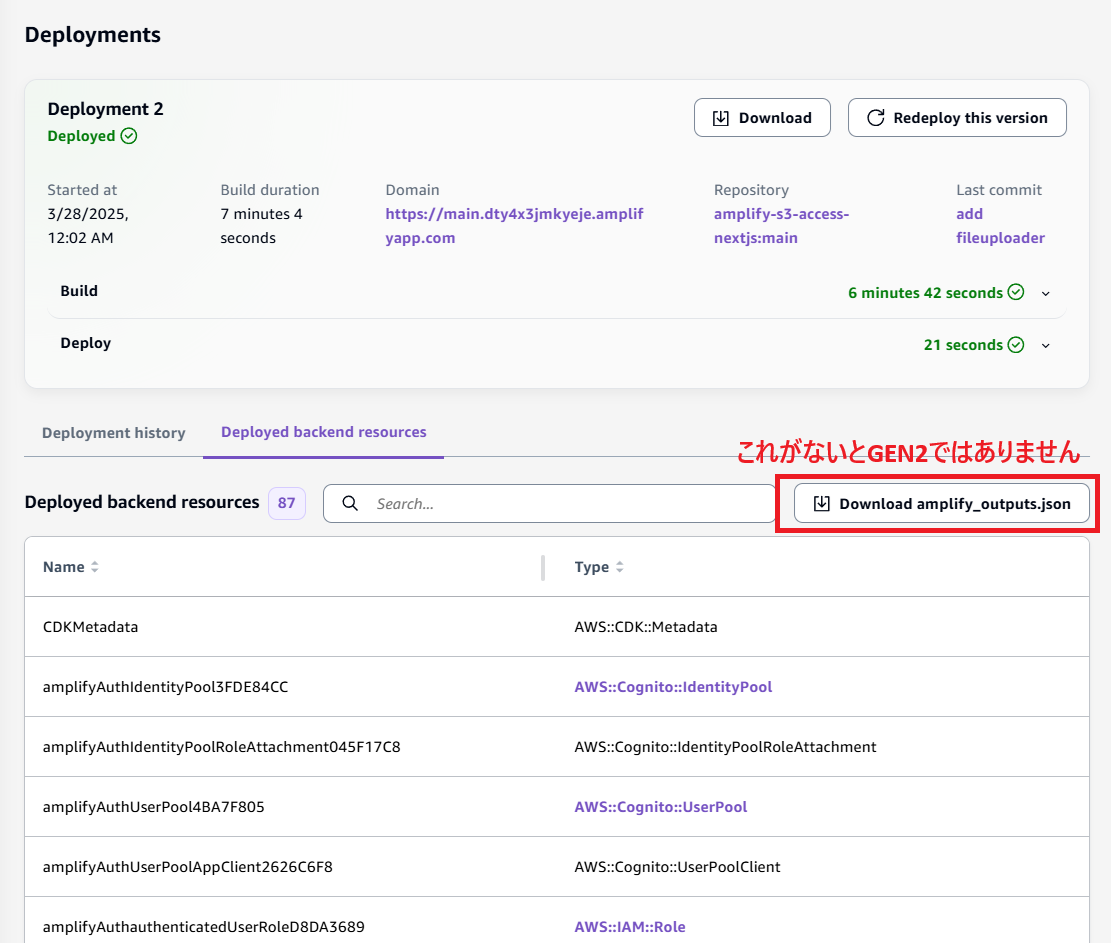 Deployments
Deployment 2
Deployed
Download
Redeploy this version
Started at
3/28/2025,
12:02 AM
Build duration
7 minutes 4
seconds
Domain
https://main.dty4x3jmkyeje.amplif
yapp.com
Repository
amplify-s3-access-
nextjs:main
Last commit
add
fileuploader
Build
6 minutes 42 seconds
Deploy
21 seconds
Deployment history
Deployed backend resources
これがないとGEN2ではありません
Deployed backend resources 87
Search...
Download amplify_outputs.json
Name
Type
CDKMetadata
AWS::CDK::Metadata
amplifyAuthIdentityPool3FDE84CC
AWS::Cognito::IdentityPool
amplifyAuthIdentityPoolRoleAttachment045F17C8
AWS::Cognito::IdentityPoolRoleAttachment
amplifyAuthUserPool4BA7F805
AWS::Cognito::UserPool
amplifyAuthUserPoolAppClient2626C6F8
AWS::Cognito::UserPoolClient
amplifyAuthauthenticatedUserRoleD8DA3689
AWS::IAM::Role